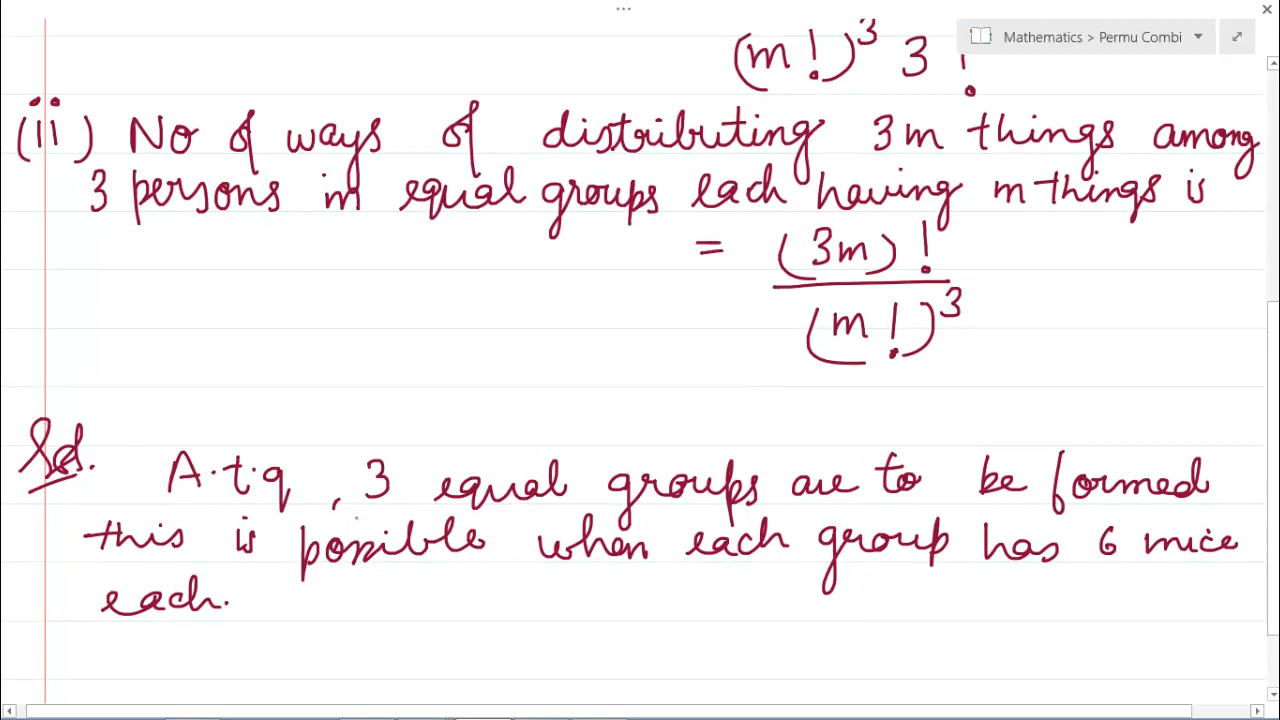 ...
Mathematics > Permu Combi
(m!)³ 3!
(ii) No of ways of distributing 3m things among
3 persons in equal groups each having m things is
= (3m)!
(m!)³
Sol.
A.t.q, 3 equal groups are to be formed
this is possible when each group has 6 mice
each.